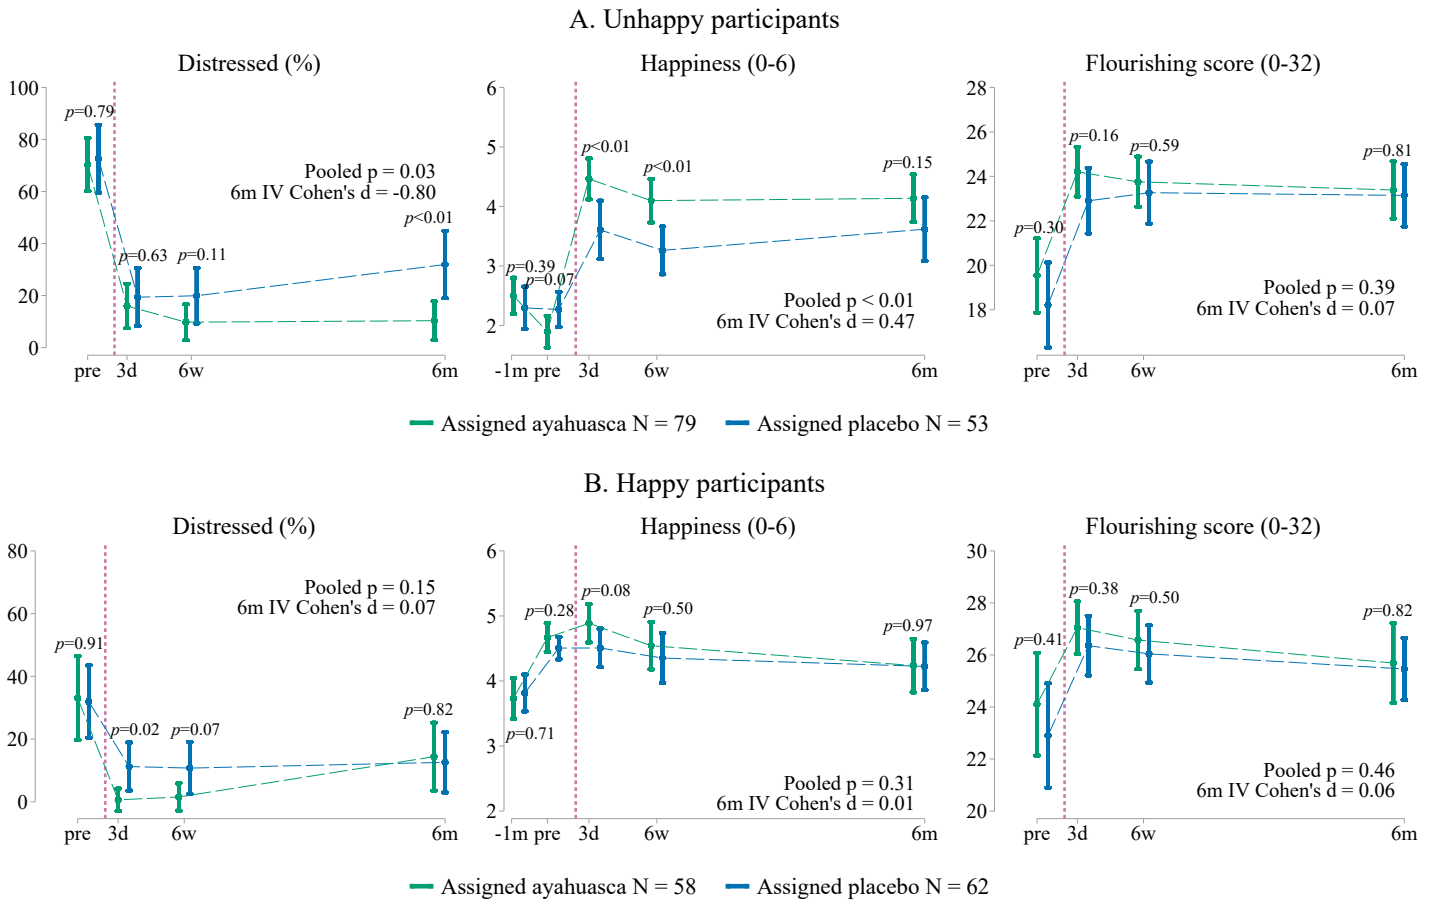 A. Unhappy participants
Distressed (%)
100
80
60
40
20
0
p=0.79
Pooled p = 0.03
6m IV Cohen's d = -0.80
p<0.01
p=0.63
p=0.11
pre
3d
6w
6m
Happiness (0-6)
6
5
4
3
2
p<0.01
p<0.01
p=0.15
p=0.39
p=0.07
Pooled p < 0.01
6m IV Cohen's d = 0.47
-1m
pre
3d
6w
6m
Flourishing score (0-32)
28
26
24
22
20
18
p=0.16
p=0.59
p=0.81
p=0.30
Pooled p = 0.39
6m IV Cohen's d = 0.07
pre
3d
6w
6m
Assigned ayahuasca N = 79
Assigned placebo N = 53
B. Happy participants
Distressed (%)
80
60
40
20
0
Pooled p = 0.15
6m IV Cohen's d = 0.07
p=0.91
p=0.02
p=0.07
p=0.82
pre
3d
6w
6m
Happiness (0-6)
6
5
4
3
2
p=0.28
p=0.08
p=0.50
p=0.97
p=0.71
Pooled p = 0.31
6m IV Cohen's d = 0.01
-1m
pre
3d
6w
6m
Flourishing score (0-32)
30
28
26
24
22
20
p=0.38
p=0.50
p=0.82
p=0.41
Pooled p = 0.46
6m IV Cohen's d = 0.06
pre
3d
6w
6m
Assigned ayahuasca N = 58
Assigned placebo N = 62